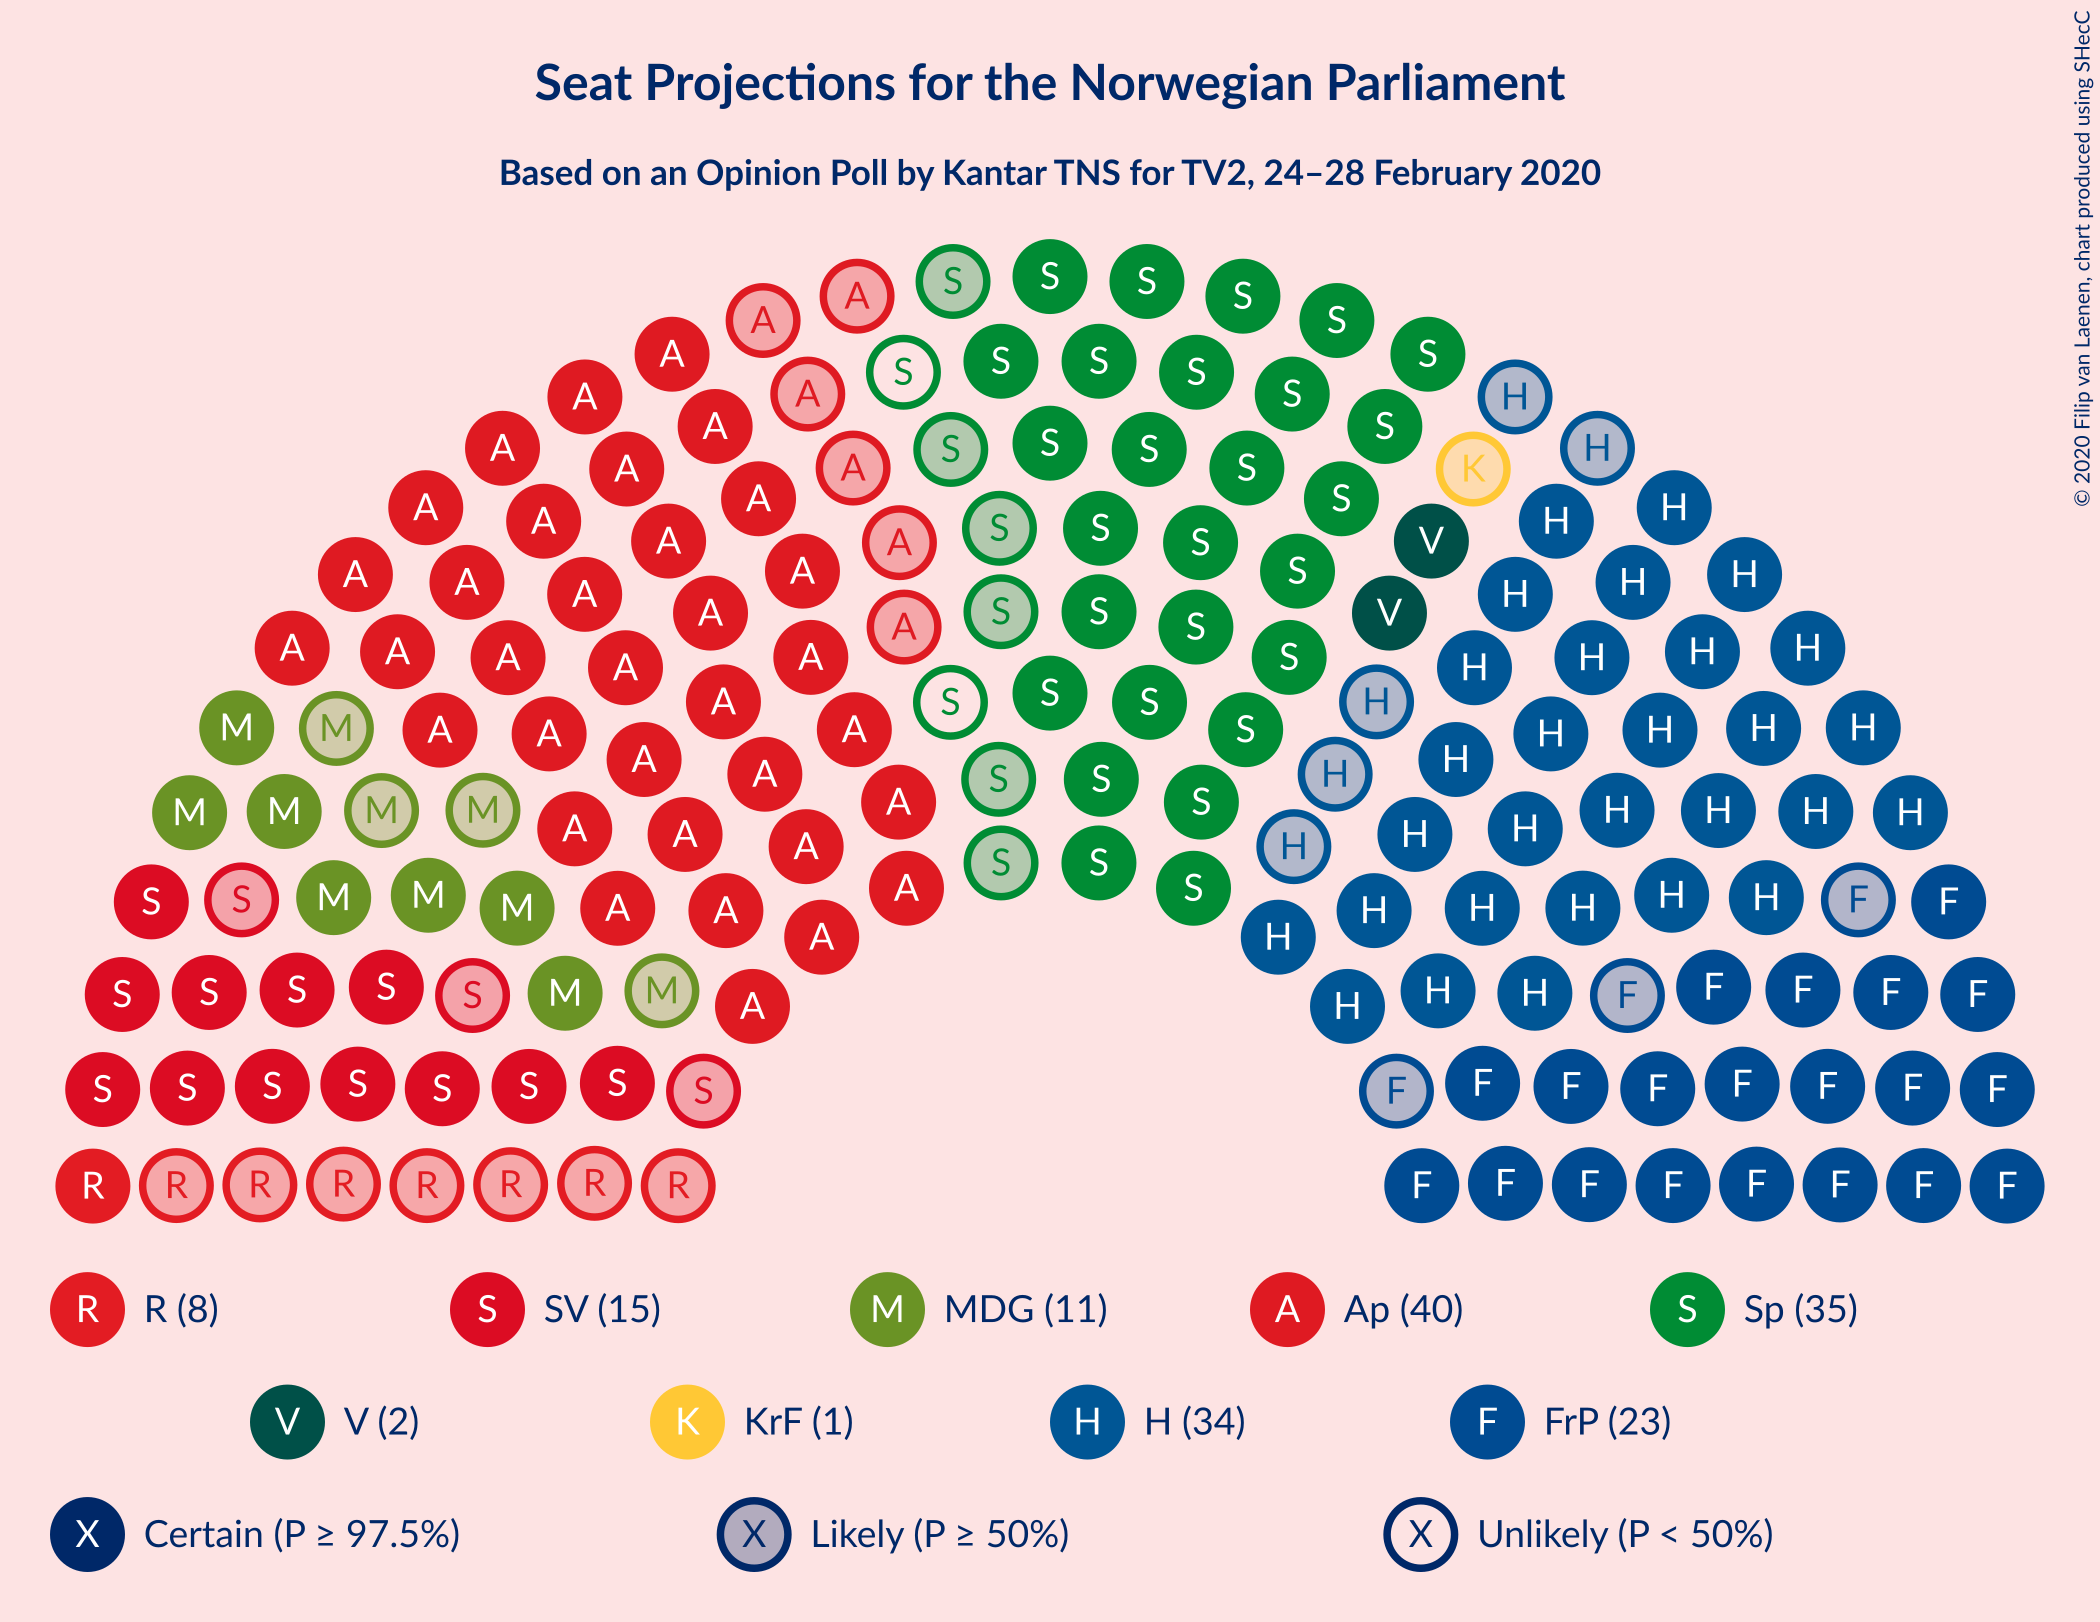 Seat Projections for the Norwegian Parliament
Based on an Opinion Poll by Kantar TNS for TV2, 24–28 February 2020
© 2020 Filip van Laenen, chart produced using SHecC
S S S S S S
A A S S S S S S
A A A S S S S S H H
A A A A S S S S K H H
A A A A A S S S S V H H H
A A A A A A S S S S V H H H H
A A A A A A A S S S S H H H H H
M M A A A A A A S S S H H H H H H
M M M M A A A A S S S H H H H H H H
S S M M M A A A A S H H H H H H F F
S S S S S M M A H H H F F F F F
S S S S S S S S F F F F F F F F
R R R R R R R R F F F F F F F F
R R (8) S SV (15) M MDG (11) A Ap (40) S Sp (35)
V V (2) K KrF (1) H H (34) F FrP (23)
X Certain (P ≥ 97.5%) X Likely (P ≥ 50%) X Unlikely (P < 50%)